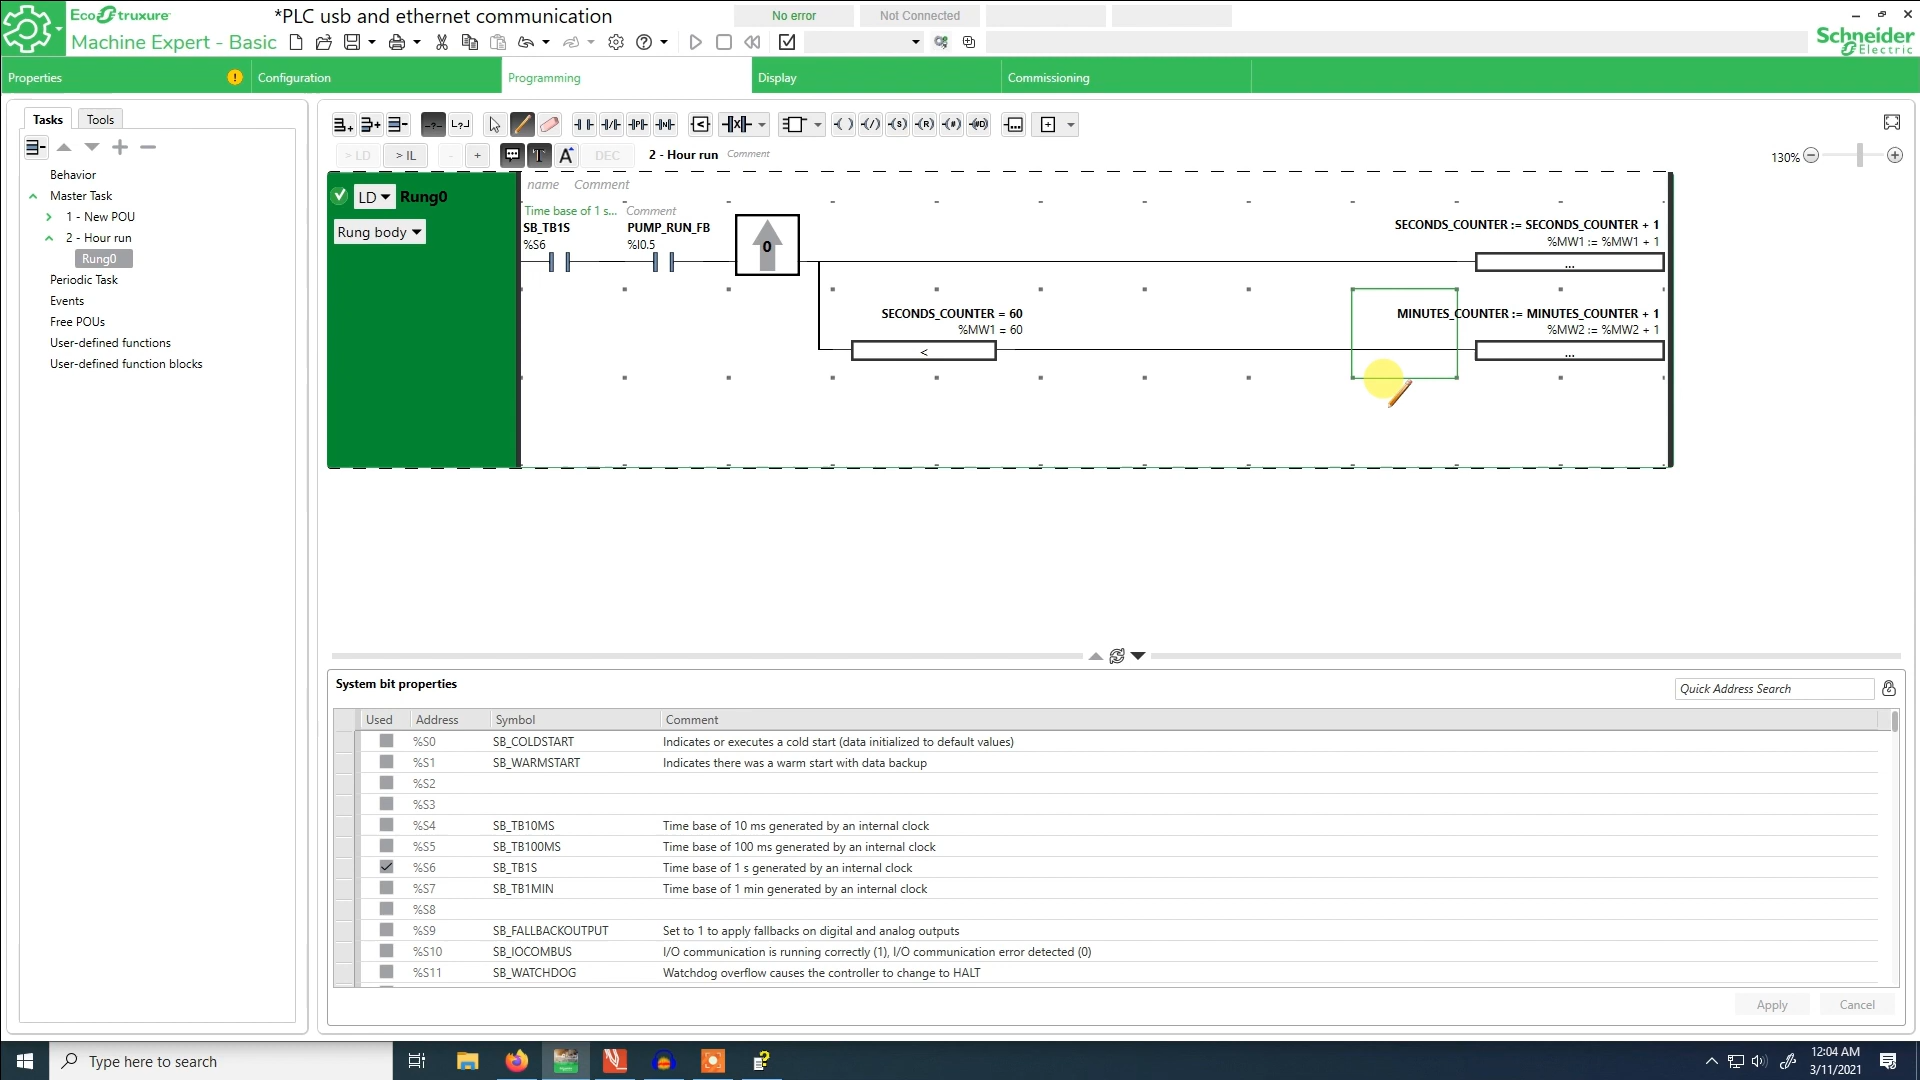 EcoStruxure
Machine Expert - Basic
*PLC usb and ethernet communication
No error
Not Connected
Schneider
Electric
Properties
Configuration
Programming
Display
Commissioning
Tasks
Tools
> LD
> IL
-
+
T
A
DEC
2 - Hour run
Comment
130%
Behavior
Master Task
1 - New POU
2 - Hour run
Rung0
Periodic Task
Events
Free POUs
User-defined functions
User-defined function blocks
LD
Rung0
Rung body
name
Comment
Time base of 1 s...
Comment
SB_TB1S
PUMP_RUN_FB
%S6
%I0.5
0
SECONDS_COUNTER := SECONDS_COUNTER + 1
%MW1 := %MW1 + 1
...
SECONDS_COUNTER = 60
%MW1 = 60
<
MINUTES_COUNTER := MINUTES_COUNTER + 1
%MW2 := %MW2 + 1
...
System bit properties
Quick Address Search
Used
Address
Symbol
Comment
%S0 SB_COLDSTART Indicates or executes a cold start (data initialized to default values)
%S1 SB_WARMSTART Indicates there was a warm start with data backup
%S2
%S3
%S4 SB_TB10MS Time base of 10 ms generated by an internal clock
%S5 SB_TB100MS Time base of 100 ms generated by an internal clock
%S6 SB_TB1S Time base of 1 s generated by an internal clock
%S7 SB_TB1MIN Time base of 1 min generated by an internal clock
%S8
%S9 SB_FALLBACKOUTPUT Set to 1 to apply fallbacks on digital and analog outputs
%S10 SB_IOCOMBUS I/O communication is running correctly (1), I/O communication error detected (0)
%S11 SB_WATCHDOG Watchdog overflow causes the controller to change to HALT
Apply
Cancel
Type here to search
12:04 AM
3/11/2021